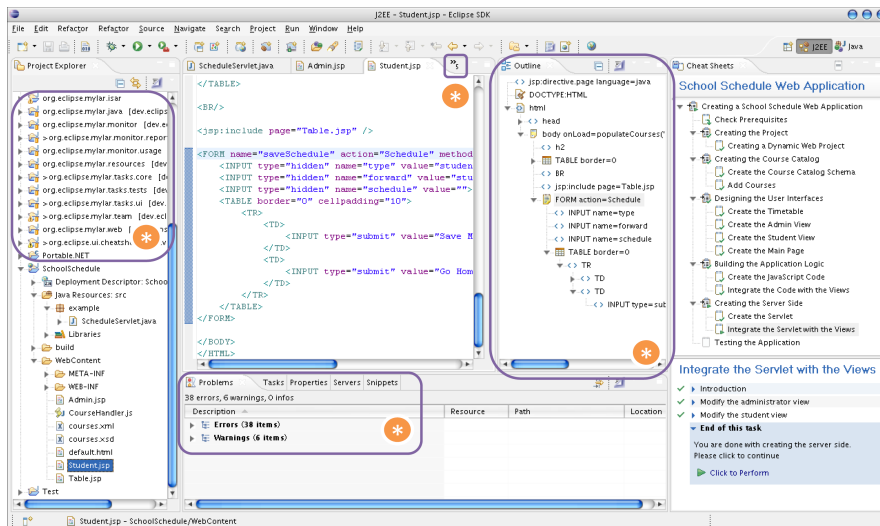 J2EE - Student.jsp - Eclipse SDK
File Edit Refactor Refactor Source Navigate Search Project Run Window Help
J2EE Java
Project Explorer
org.eclipse.mylar.isar
org.eclipse.mylar.java [dev.eclips
org.eclipse.mylar.monitor [dev.ec
> org.eclipse.mylar.monitor.repor
org.eclipse.mylar.monitor.usage
org.eclipse.mylar.resources [dev
> org.eclipse.mylar.tasks.core [d
org.eclipse.mylar.tasks.tests [dev
> org.eclipse.mylar.tasks.ui [dev.
org.eclipse.mylar.team [dev.ecl
org.eclipse.mylar.web [
> org.eclipse.ui.cheatsh
Portable.NET
SchoolSchedule
Deployment Descriptor: Schoo
Java Resources: src
example
ScheduleServlet.java
Libraries
build
WebContent
META-INF
WEB-INF
Admin.jsp
CourseHandler.js
courses.xml
courses.xsd
default.html
Student.jsp
Table.jsp
Test
ScheduleServlet.java Admin.jsp Student.jsp »5
</TABLE>
<BR/>
<jsp:include page="Table.jsp" />
<FORM name="saveSchedule" action="Schedule" method
<INPUT type="hidden" name="type" value="studen
<INPUT type="hidden" name="forward" value="stu
<INPUT type="hidden" name="schedule" value="">
<TABLE border="0" cellpadding="10">
<TR>
<TD>
<INPUT type="submit" value="Save M
</TD>
<TD>
<INPUT type="submit" value="Go Hom
</TD>
</TR>
</TABLE>
</FORM>
</BODY>
</HTML>
Problems Tasks Properties Servers Snippets
38 errors, 6 warnings, 0 infos
Description Resource Path Location
Errors (38 items)
Warnings (6 items)
Outline
jsp:directive.page language=java
DOCTYPE:HTML
html
head
body onLoad=populateCourses('
h2
TABLE border=0
BR
jsp:include page=Table.jsp
FORM action=Schedule
INPUT name=type
INPUT name=forward
INPUT name=schedule
TABLE border=0
TR
TD
TD
INPUT type=sub
Cheat Sheets
School Schedule Web Application
Creating a School Schedule Web Application
Check Prerequisites
Creating the Project
Creating a Dynamic Web Project
Creating the Course Catalog
Create the Course Catalog Schema
Add Courses
Designing the User Interfaces
Create the Timetable
Create the Admin View
Create the Student View
Create the Main Page
Building the Application Logic
Create the JavaScript Code
Integrate the Code with the Views
Creating the Server Side
Create the Servlet
Integrate the Servlet with the Views
Testing the Application
Integrate the Servlet with the Views
Introduction
Modify the administrator view
Modify the student view
End of this task
You are done with creating the server side.
Please click to continue
Click to Perform
Student.jsp - SchoolSchedule/WebContent